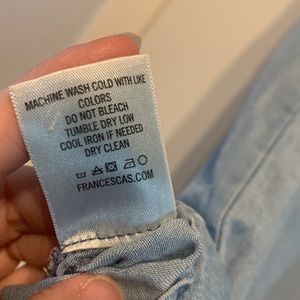 MACHINE WASH COLD WITH LIKE
COLORS
DO NOT BLEACH
TUMBLE DRY LOW
COOL IRON IF NEEDED
DRY CLEAN
FRANCESCAS.COM